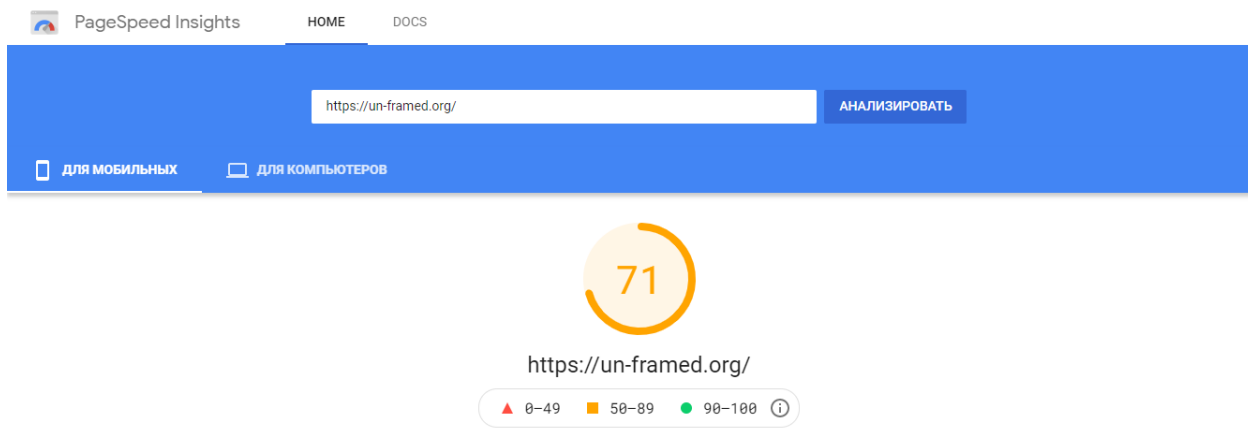 PageSpeed Insights HOME DOCS
https://un-framed.org/ АНАЛИЗИРОВАТЬ
ДЛЯ МОБИЛЬНЫХ ДЛЯ КОМПЬЮТЕРОВ
71
https://un-framed.org/
0–49 50–89 90–100